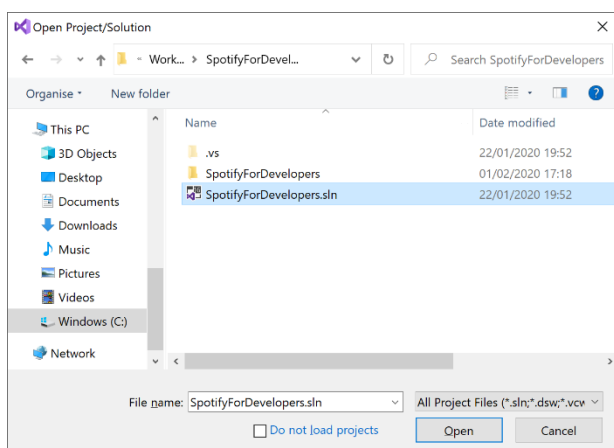 Open Project/Solution
Work... > SpotifyForDevel...
Search SpotifyForDevelopers
Organise
New folder
This PC
3D Objects
Desktop
Documents
Downloads
Music
Pictures
Videos
Windows (C:)
Network
Name Date modified
.vs 22/01/2020 19:52
SpotifyForDevelopers 01/02/2020 17:18
SpotifyForDevelopers.sln 22/01/2020 19:52
File name: SpotifyForDevelopers.sln
All Project Files (*.sln;*.dsw;*.vcw
Do not load projects
Open Cancel